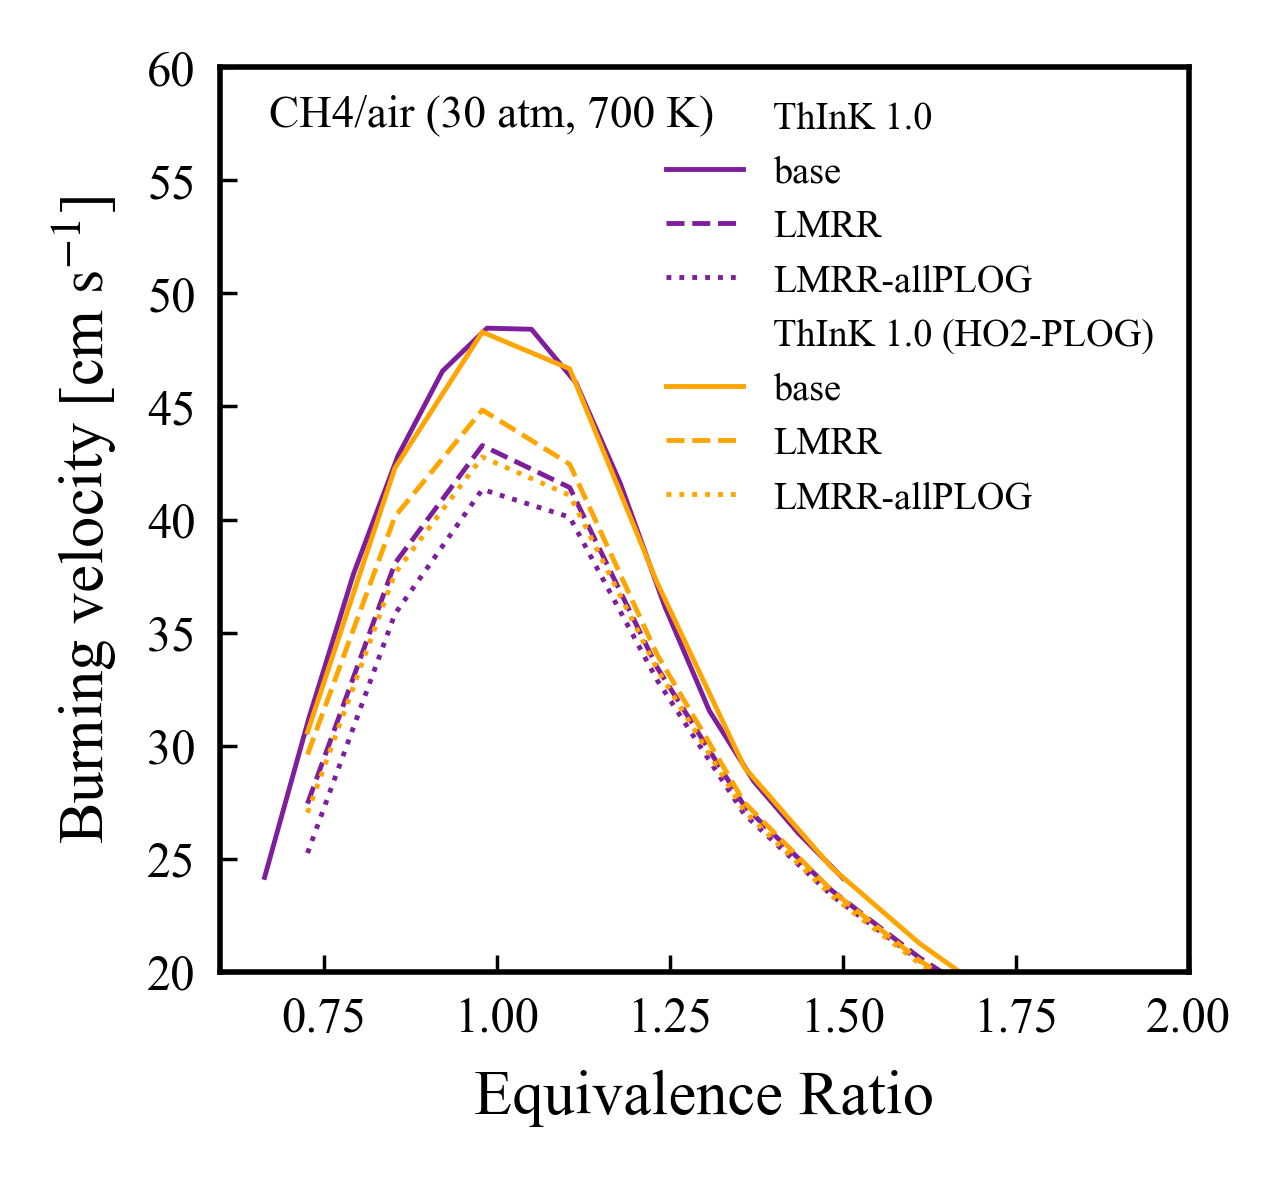 CH4/air (30 atm, 700 K)
ThInK 1.0
base
LMRR
LMRR-allPLOG
ThInK 1.0 (HO2-PLOG)
base
LMRR
LMRR-allPLOG
60
55
50
45
40
35
30
25
20
Burning velocity [cm s⁻¹]
0.75 1.00 1.25 1.50 1.75 2.00
Equivalence Ratio